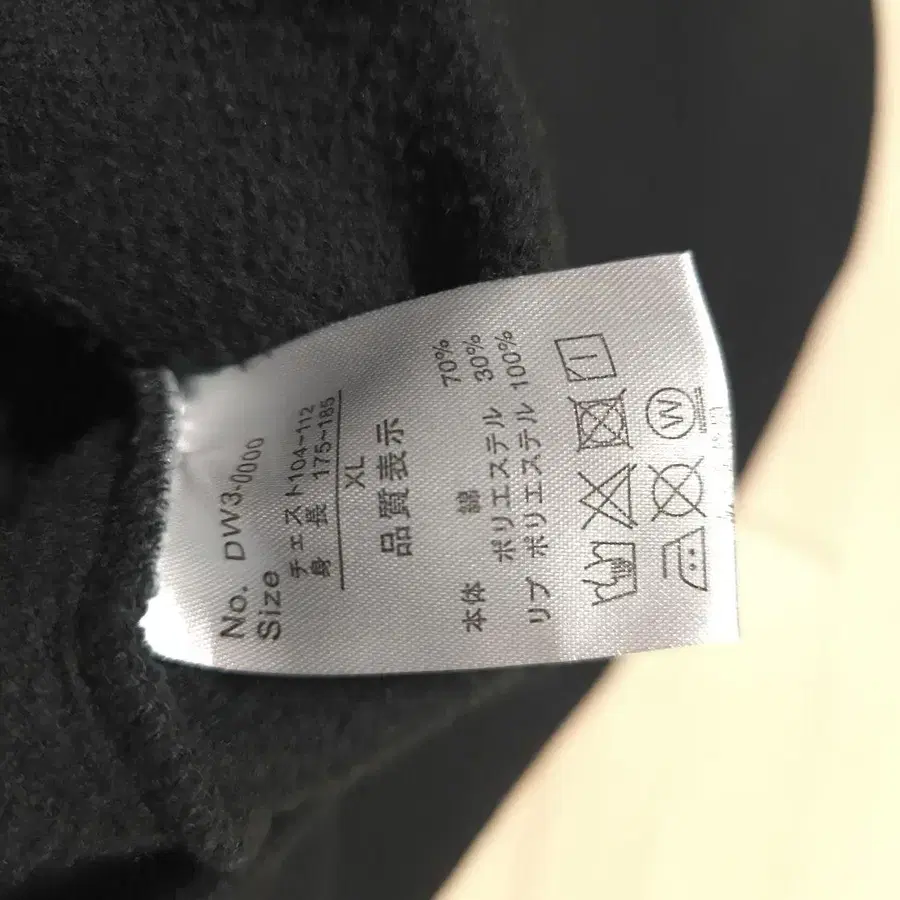 No. DW3-0000
Size
チェスト104~112
身 長 175~185
XL
品質表示
本体 綿 70%
ポリエステル 30%
リブ ポリエステル 100%
W